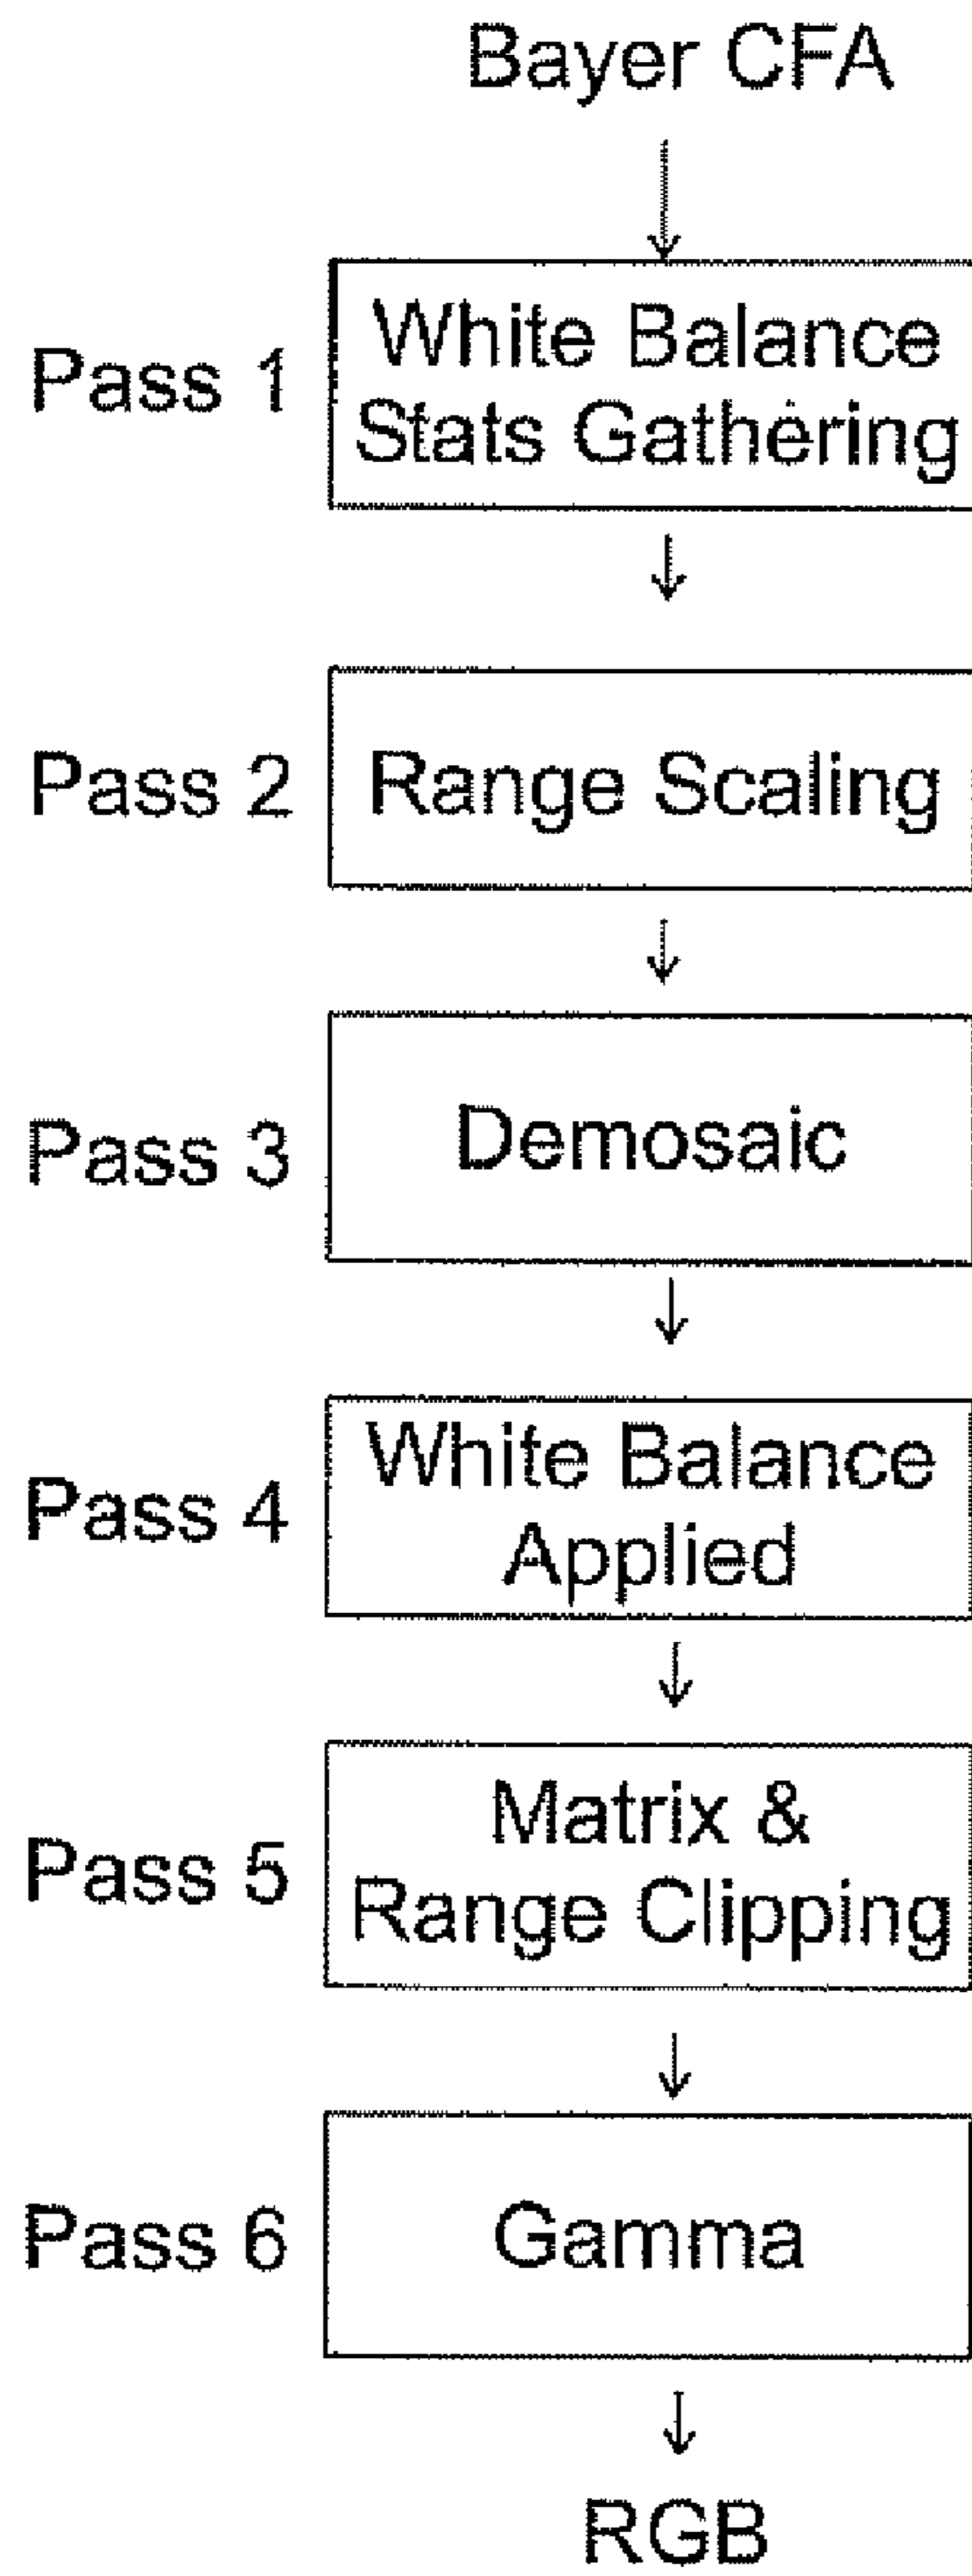 Bayer CFA
Pass 1
White Balance
Stats Gathering
Pass 2
Range Scaling
Pass 3
Demosaic
Pass 4
White Balance
Applied
Pass 5
Matrix &
Range Clipping
Pass 6
Gamma
RGB